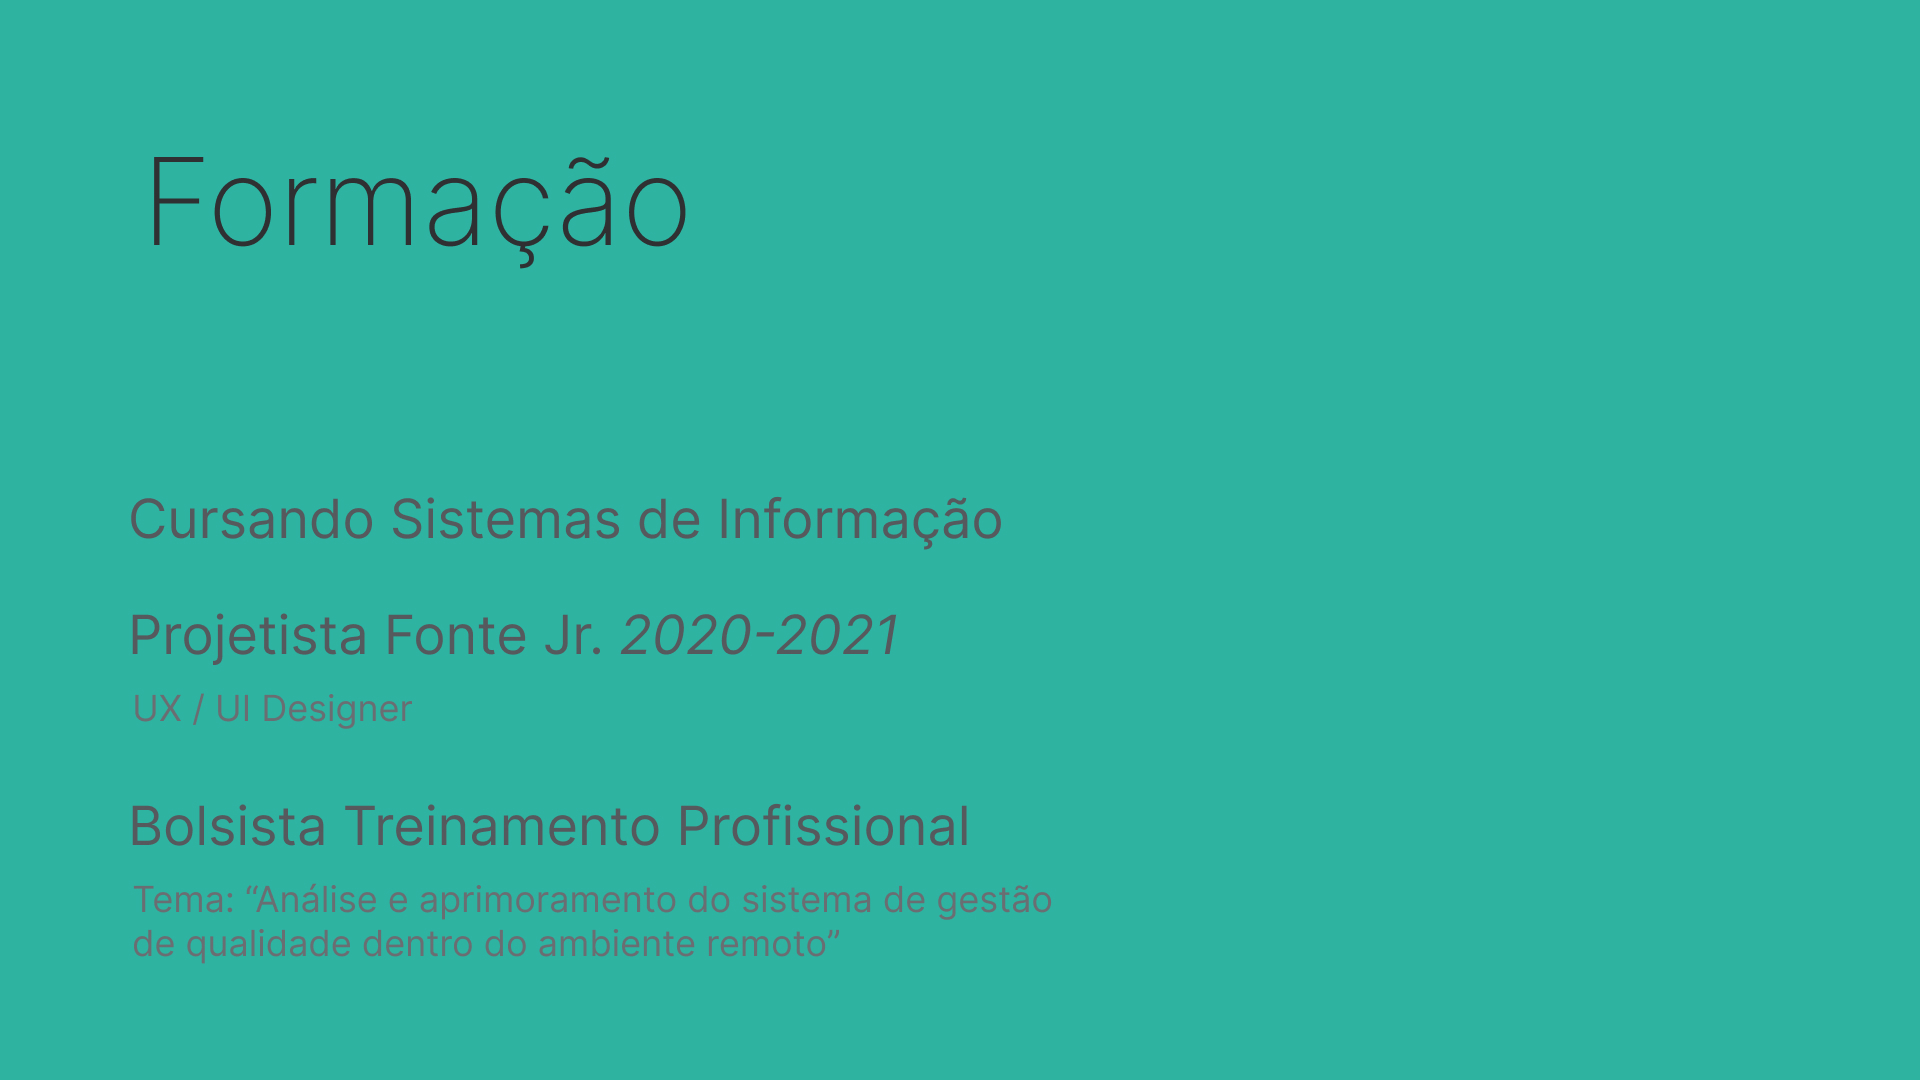 Formação
Cursando Sistemas de Informação
Projetista Fonte Jr. 2020-2021
UX / UI Designer
Bolsista Treinamento Profissional
Tema: “Análise e aprimoramento do sistema de gestão
de qualidade dentro do ambiente remoto”